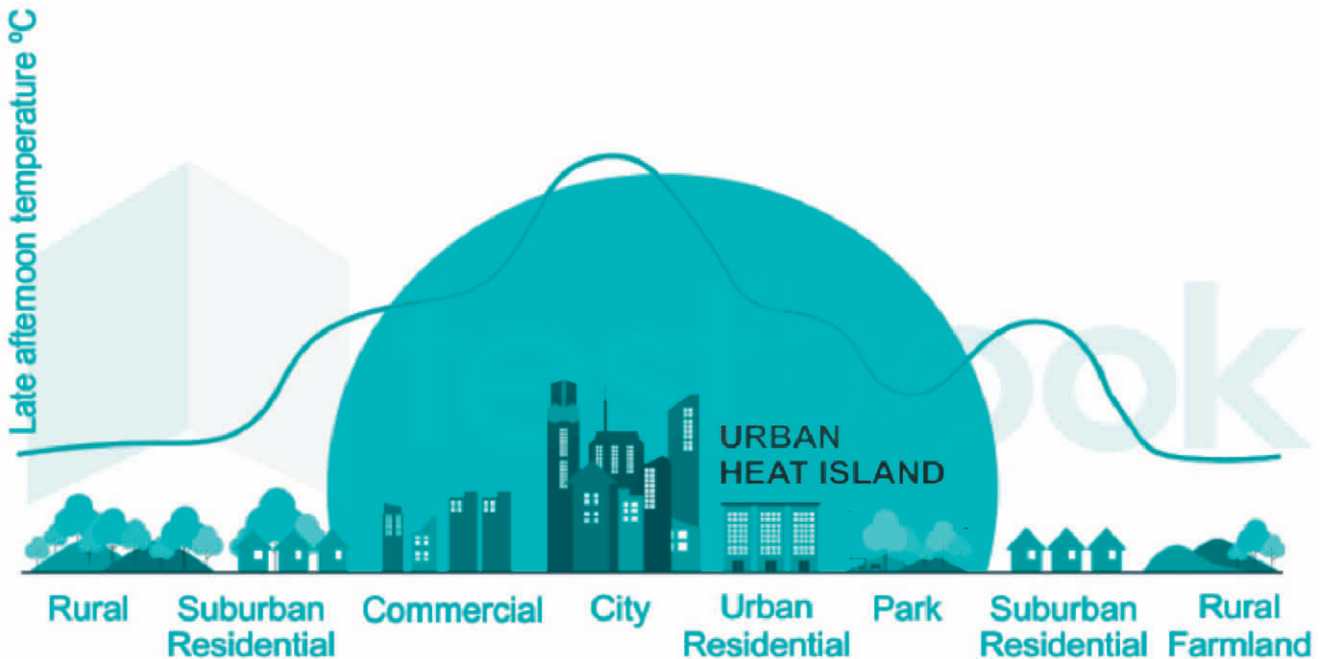 Late afternoon temperature ºC
testbook
URBAN
HEAT ISLAND
Rural
Suburban
Residential
Commercial
City
Urban
Residential
Park
Suburban
Residential
Rural
Farmland